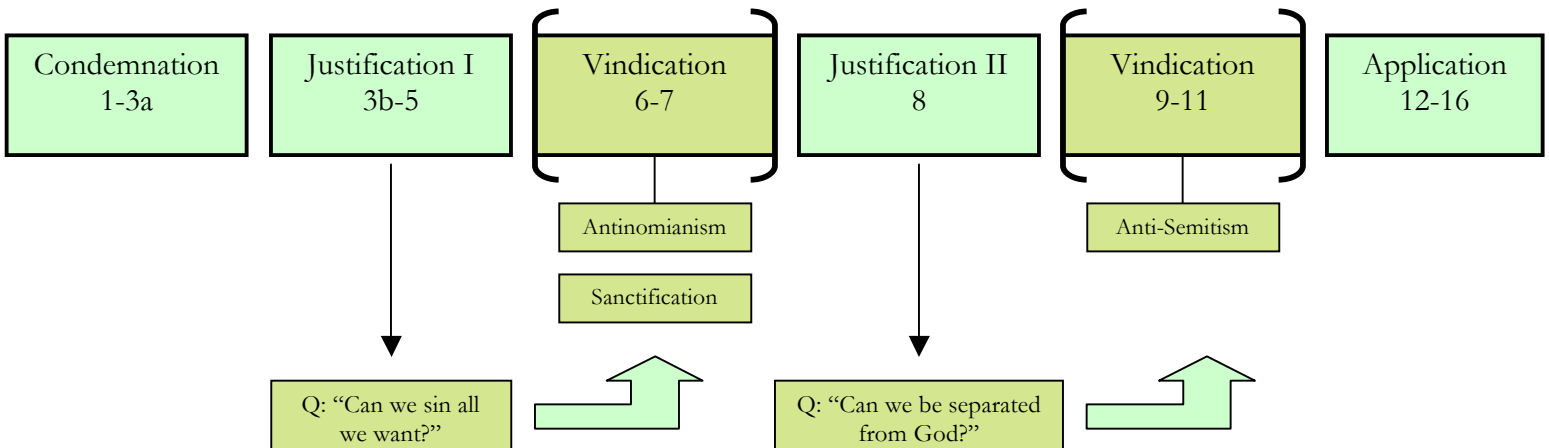 Condemnation
1-3a
Justification I
3b-5
Vindication
6-7
Justification II
8
Vindication
9-11
Application
12-16
Antinomianism
Sanctification
Anti-Semitism
Q: “Can we sin all
we want?”
Q: “Can we be separated
from God?”